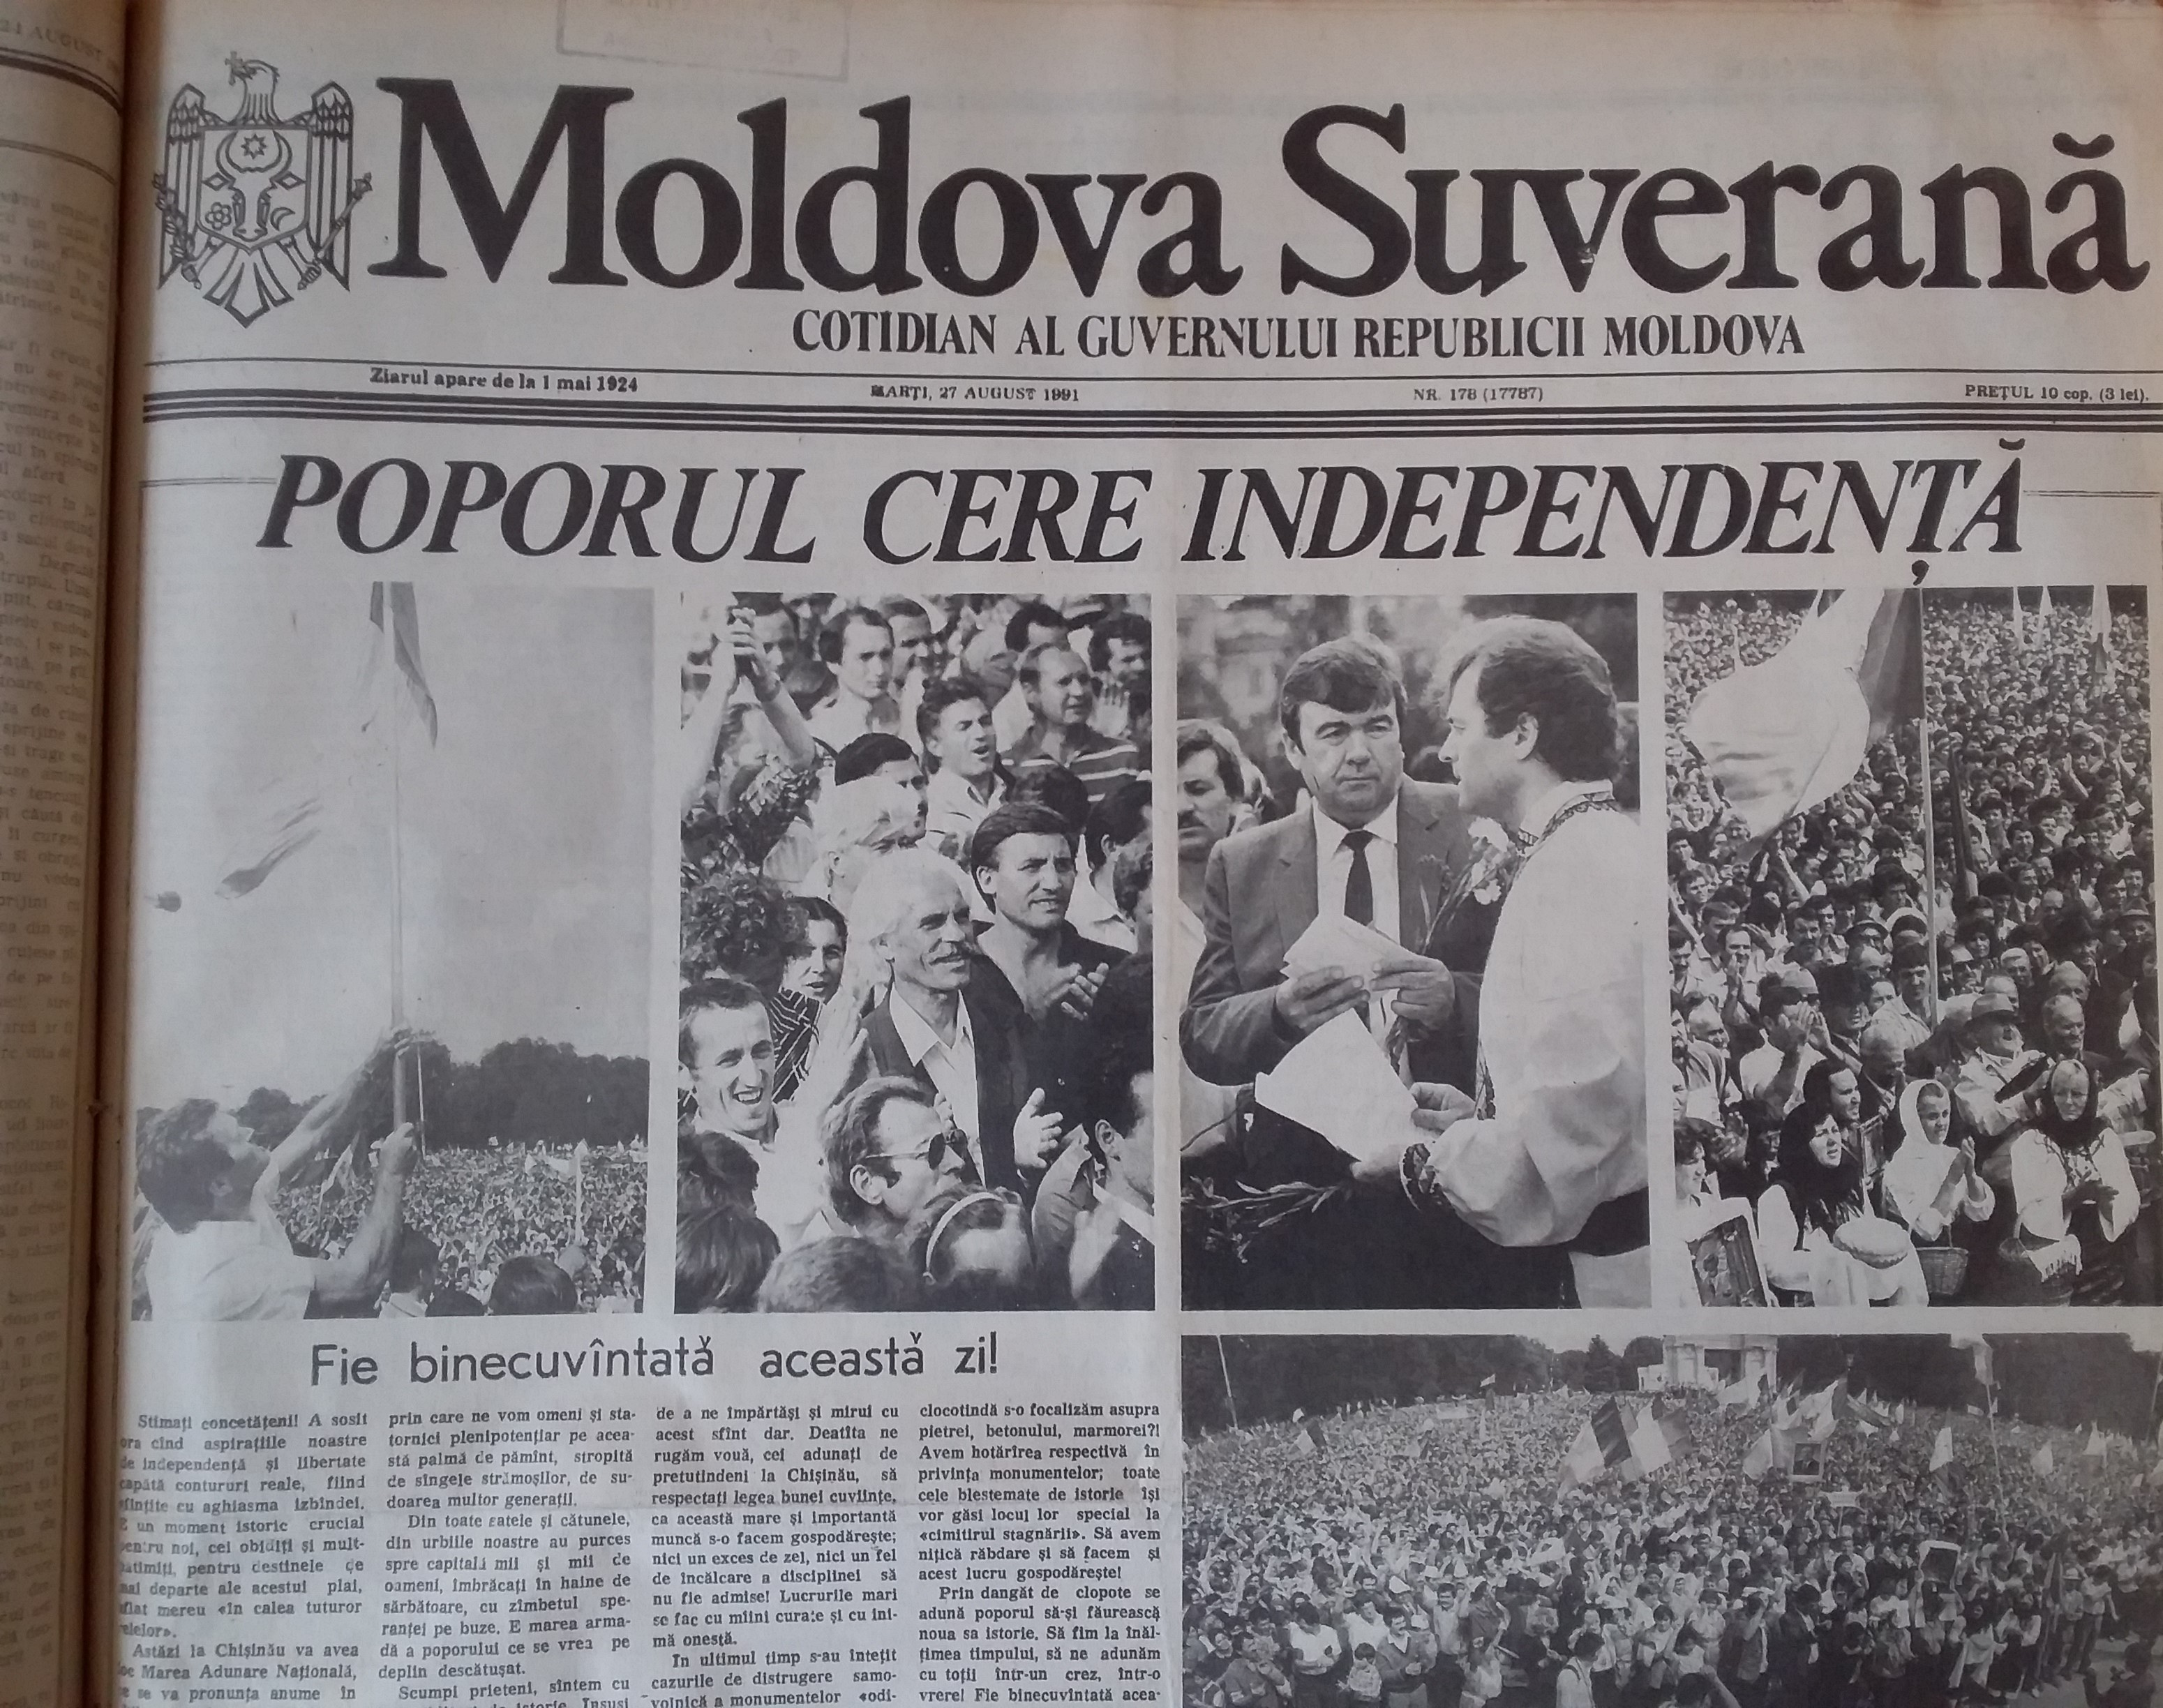 Moldova Suverană
COTIDIAN AL GUVERNULUI REPUBLICII MOLDOVA
Ziarul apare de la 1 mai 1924
MARȚI, 27 AUGUST 1991
NR. 178 (17787)
PREȚUL 10 cop. (3 lei).
POPORUL CERE INDEPENDENȚĂ
Fie binecuvîntată această zi!
Stimați concetățeni! A sosit
ora cînd aspirațiile noastre
de independență și libertate
capătă contururi reale, fiind
sfințite cu aghiasma izbîndei.
E un moment istoric crucial
pentru noi, cei obidiți și mult-
pătimiți, pentru destinele de
mai departe ale acestui plai,
aflat mereu «în calea tuturor
relelor».
Astăzi la Chișinău va avea
loc Marea Adunare Națională,
ce se va pronunța anume în
prin care ne vom omeni și sta-
tornici plenipotențiar pe acea-
stă palmă de pămînt, stropită
de sîngele strămoșilor, de su-
doarea multor generații.
Din toate satele și cătunele,
din urbiile noastre au purces
spre capitală mii și mii de
oameni, îmbrăcați în haine de
sărbătoare, cu zîmbetul spe-
ranței pe buze. E marea arma-
dă a poporului ce se vrea pe
deplin descătușat.
Scumpi prieteni, sîntem cu
istorie. Însuși
de a ne împărtăși și mirui cu
acest sfînt dar. Deatîta ne
rugăm vouă, cei adunați de
pretutindeni la Chișinău, să
respectați legea bunei cuviințe,
ca această mare și importantă
muncă s-o facem gospodărește;
nici un exces de zel, nici un fel
de încălcare a disciplinei să
nu fie admise! Lucrurile mari
se fac cu mîini curate și cu ini-
mă onestă.
In ultimul timp s-au întețit
cazurile de distrugere samo-
volnică a monumentelor «odi-
clocotindă s-o focalizăm asupra
pietrei, betonului, marmorei?!
Avem hotărîrea respectivă în
privința monumentelor; toate
cele blestemate de istorie își
vor găsi locul lor special la
«cimitirul stagnării». Să avem
nițică răbdare și să facem și
acest lucru gospodărește!
Prin dangăt de clopote se
adună poporul să-și făurească
noua sa istorie. Să fim la înăl-
țimea timpului, să ne adunăm
cu toții într-un crez, într-o
vrere! Fie binecuvîntată acea-